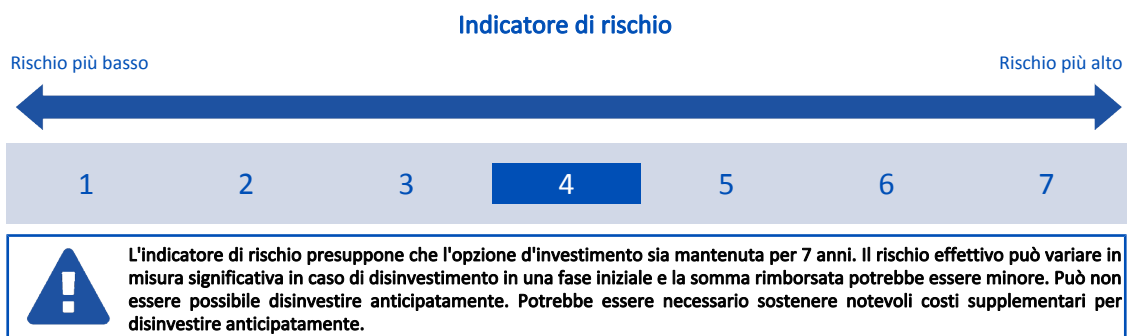 Indicatore di rischio
Rischio più basso Rischio più alto
1 2 3 4 5 6 7
L'indicatore di rischio presuppone che l'opzione d'investimento sia mantenuta per 7 anni. Il rischio effettivo può variare in
misura significativa in caso di disinvestimento in una fase iniziale e la somma rimborsata potrebbe essere minore. Può non
essere possibile disinvestire anticipatamente. Potrebbe essere necessario sostenere notevoli costi supplementari per
disinvestire anticipatamente.